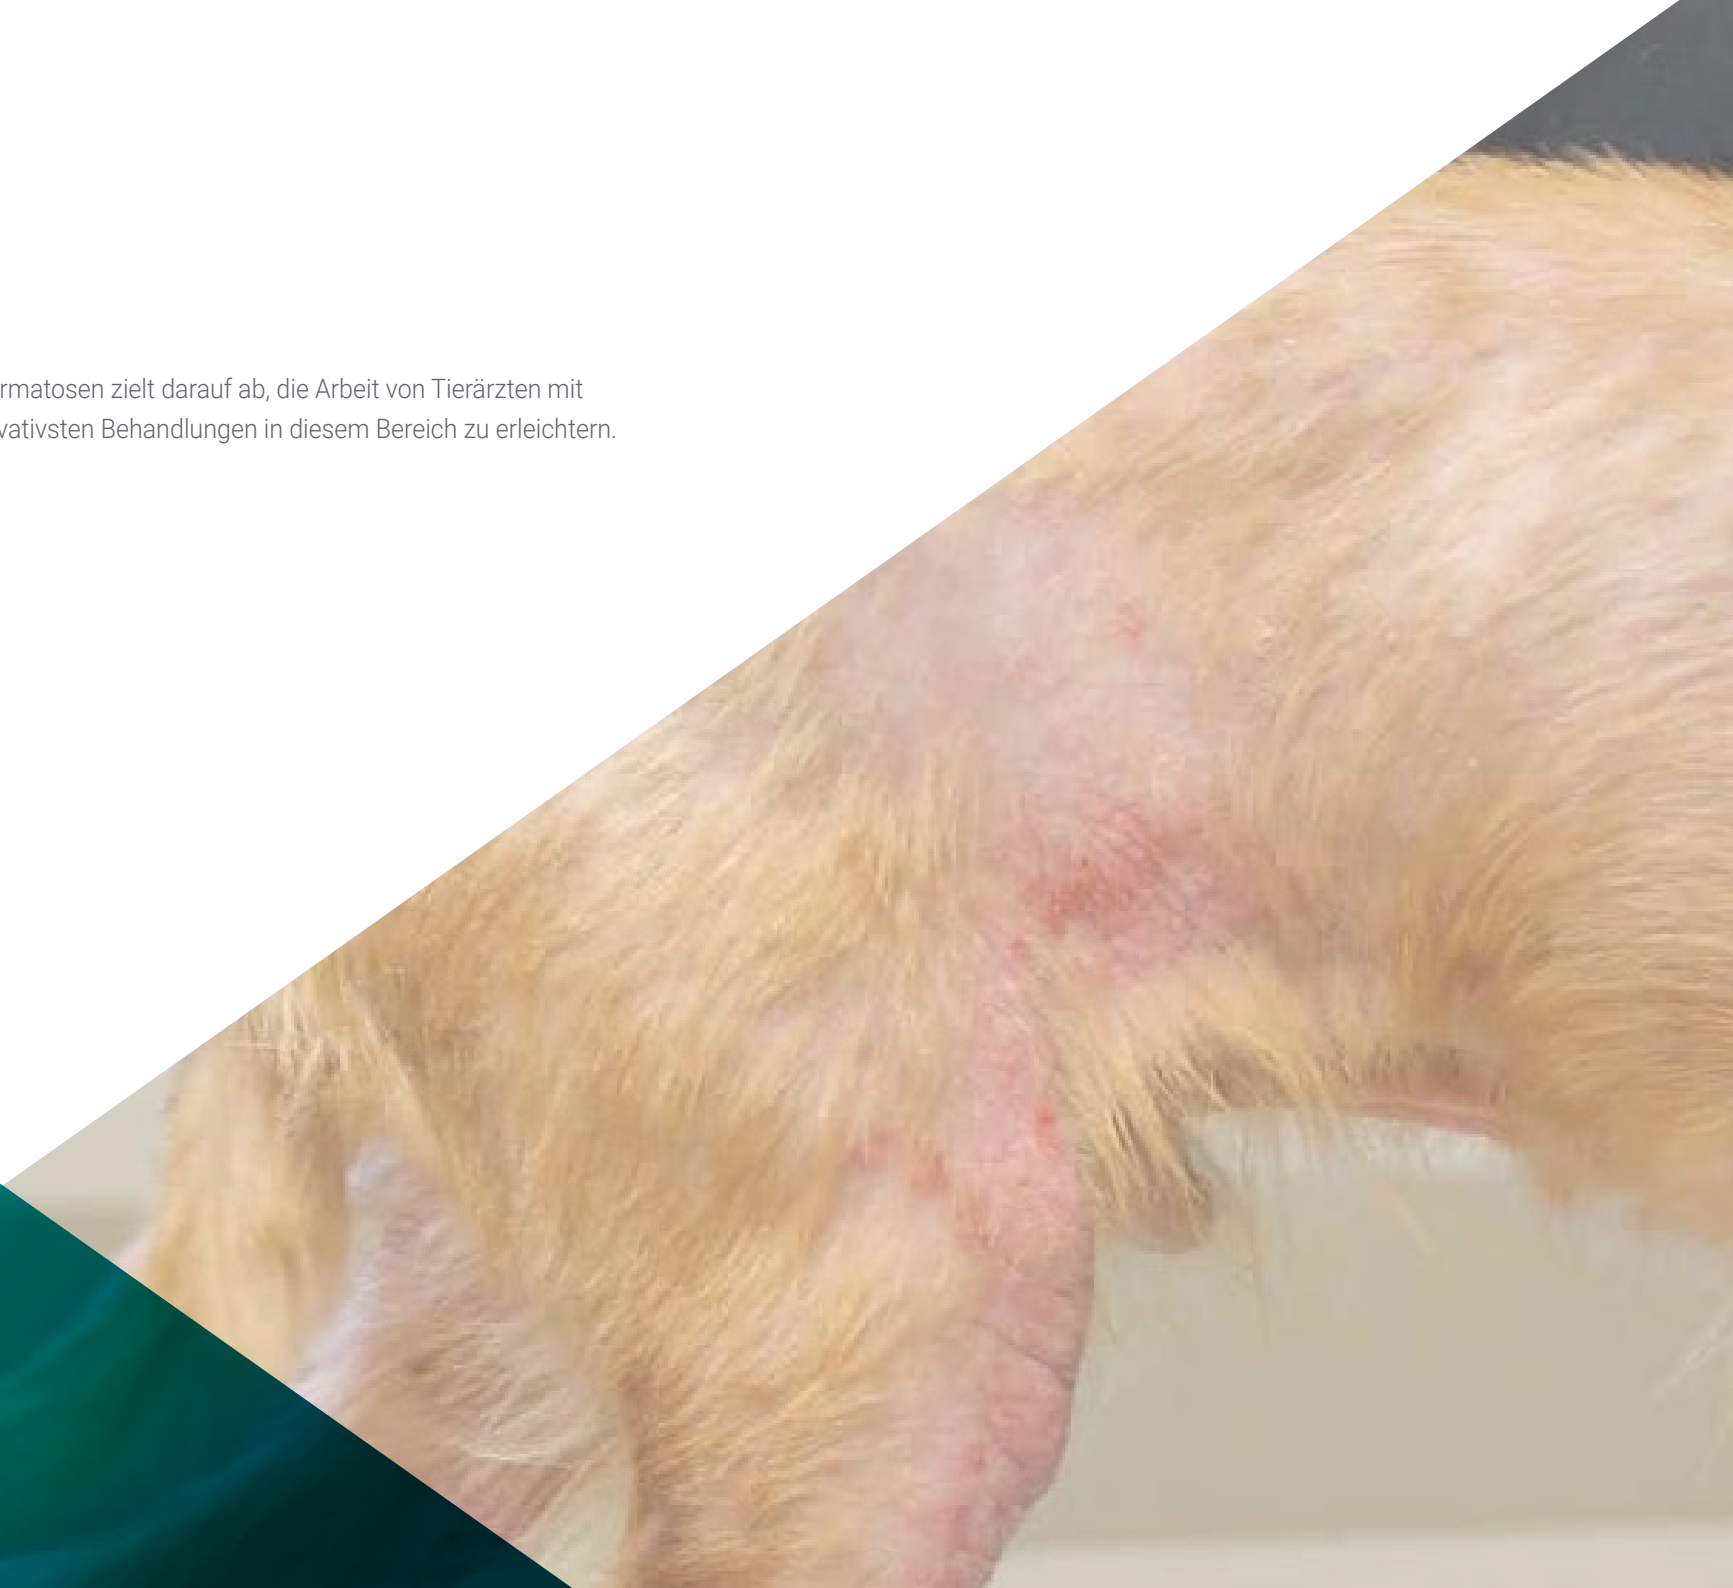 rmatosen zielt darauf ab, die Arbeit von Tierärzten mit
vativsten Behandlungen in diesem Bereich zu erleichtern.